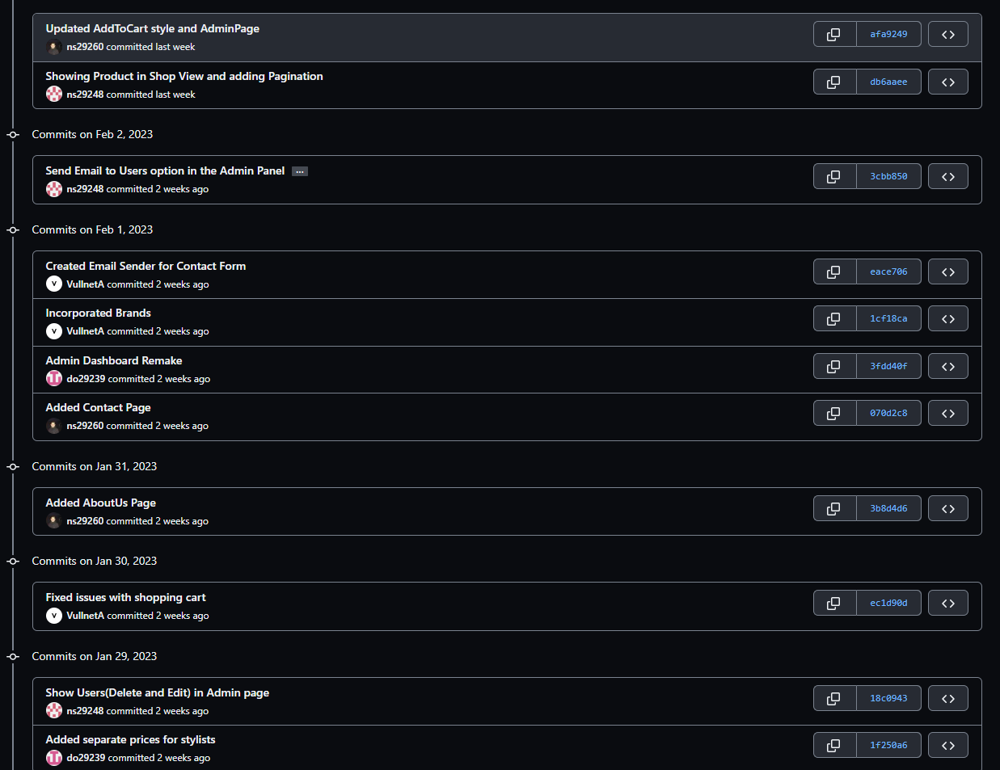 Updated AddToCart style and AdminPage
ns29260 committed last week
afa9249
Showing Product in Shop View and adding Pagination
ns29248 committed last week
db6aaee
Commits on Feb 2, 2023
Send Email to Users option in the Admin Panel ...
ns29248 committed 2 weeks ago
3cbb850
Commits on Feb 1, 2023
Created Email Sender for Contact Form
V VullnetA committed 2 weeks ago
eace706
Incorporated Brands
V VullnetA committed 2 weeks ago
1cf18ca
Admin Dashboard Remake
do29239 committed 2 weeks ago
3fdd40f
Added Contact Page
ns29260 committed 2 weeks ago
070d2c8
Commits on Jan 31, 2023
Added AboutUs Page
ns29260 committed 2 weeks ago
3b8d4d6
Commits on Jan 30, 2023
Fixed issues with shopping cart
V VullnetA committed 2 weeks ago
ec1d90d
Commits on Jan 29, 2023
Show Users(Delete and Edit) in Admin page
ns29248 committed 2 weeks ago
18c0943
Added separate prices for stylists
do29239 committed 2 weeks ago
1f250a6